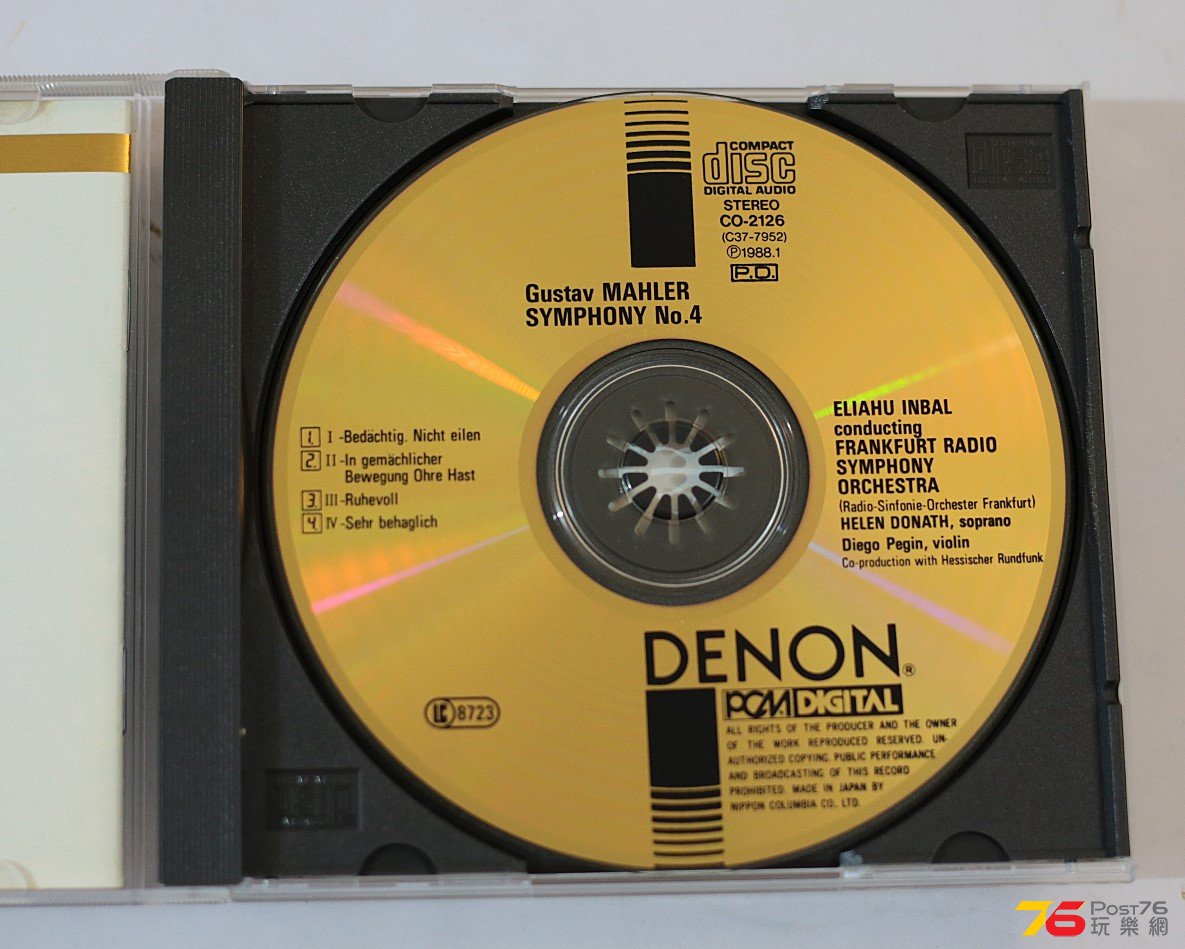 COMPACT
disc
DIGITAL AUDIO
STEREO
CO-2126
(C37-7952)
Ⓟ1988.1
P.D.
Gustav MAHLER
SYMPHONY No.4
1. I -Bedächtig. Nicht eilen
2. II -In gemächlicher
Bewegung Ohre Hast
3 III -Ruhevoll
4. IV -Sehr behaglich
ELIAHU INBAL
conducting
FRANKFURT RADIO
SYMPHONY
ORCHESTRA
(Radio-Sinfonie-Orchester Frankfurt)
HELEN DONATH, soprano
Diego Pegin, violin
Co-production with Hessischer Rundfunk
DENON®
PCM DIGITAL
LC 8723
ALL RIGHTS OF THE PRODUCER AND THE OWNER
OF THE WORK REPRODUCED RESERVED. UN-
AUTHORIZED COPYING, PUBLIC PERFORMANCE
AND BROADCASTING OF THIS RECORD
PROHIBITED. MADE IN JAPAN BY
NIPPON COLUMBIA CO., LTD.
disc
76 Post76
玩樂網